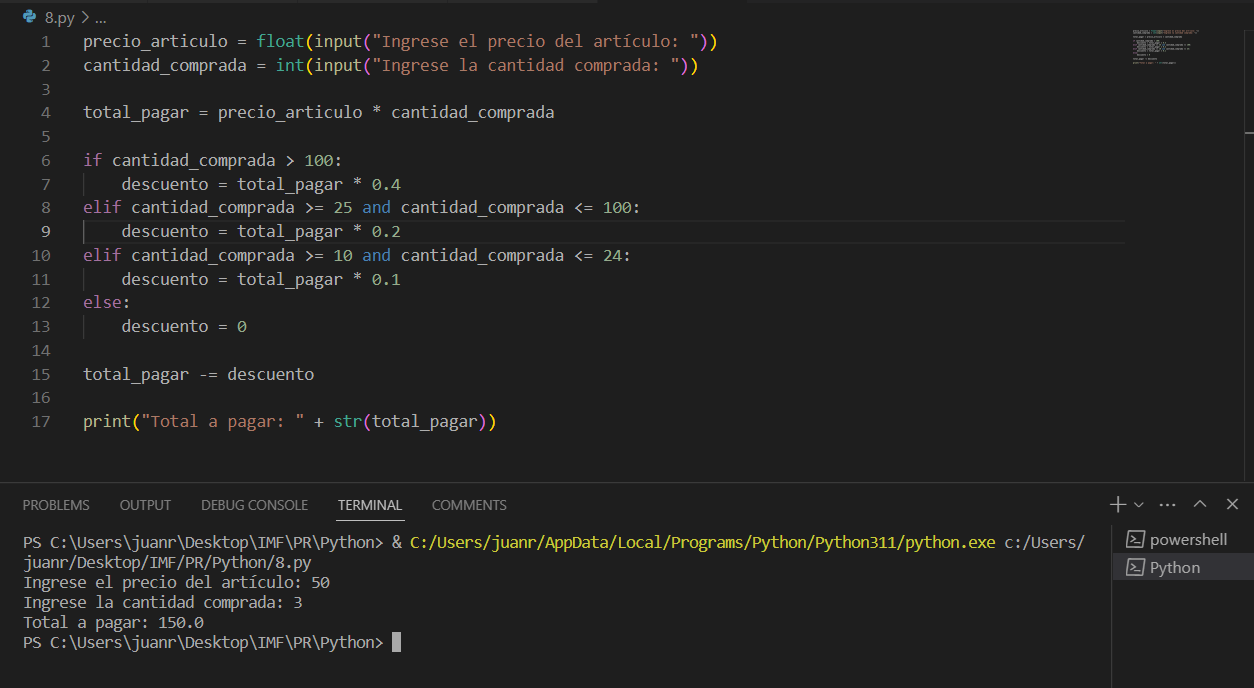 8.py > ...
1 precio_articulo = float(input("Ingrese el precio del artículo: "))
2 cantidad_comprada = int(input("Ingrese la cantidad comprada: "))
3
4 total_pagar = precio_articulo * cantidad_comprada
5
6 if cantidad_comprada > 100:
7     descuento = total_pagar * 0.4
8 elif cantidad_comprada >= 25 and cantidad_comprada <= 100:
9     descuento = total_pagar * 0.2
10 elif cantidad_comprada >= 10 and cantidad_comprada <= 24:
11     descuento = total_pagar * 0.1
12 else:
13     descuento = 0
14
15 total_pagar -= descuento
16
17 print("Total a pagar: " + str(total_pagar))
PROBLEMS OUTPUT DEBUG CONSOLE TERMINAL COMMENTS
PS C:\Users\juanr\Desktop\IMF\PR\Python> & C:/Users/juanr/AppData/Local/Programs/Python/Python311/python.exe c:/Users/
juanr/Desktop/IMF/PR/Python/8.py
Ingrese el precio del artículo: 50
Ingrese la cantidad comprada: 3
Total a pagar: 150.0
PS C:\Users\juanr\Desktop\IMF\PR\Python>
powershell
Python